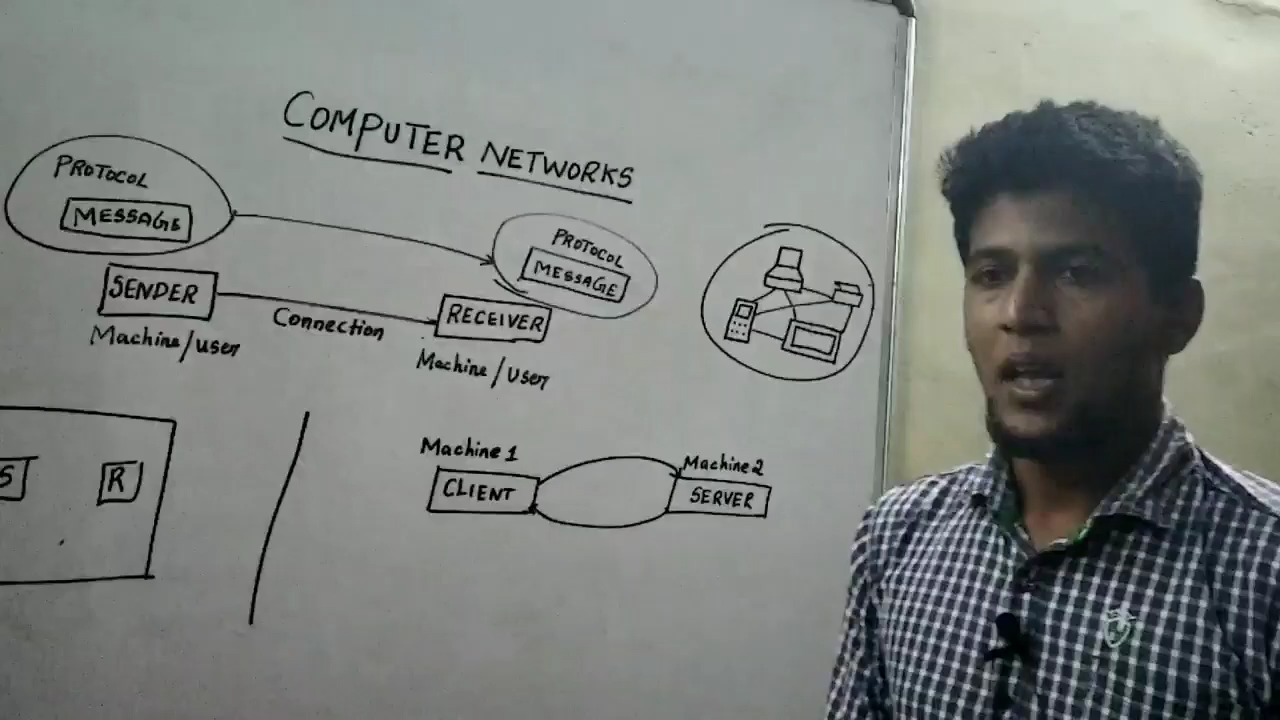 COMPUTER NETWORKS
PROTOCOL
MESSAGE
PROTOCOL
MESSAGE
SENDER
Connection
RECEIVER
Machine/user
Machine/user
S
R
Machine 1
Machine 2
CLIENT
SERVER